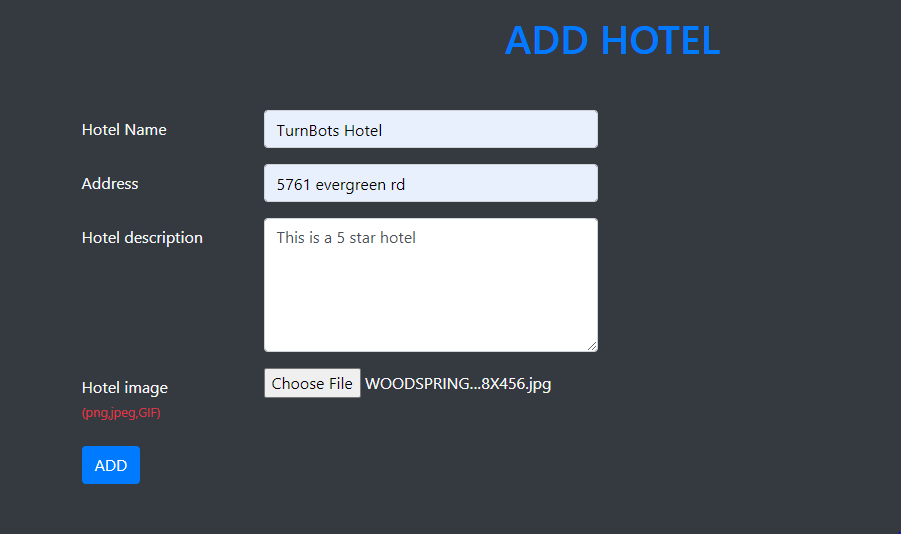 ADD HOTEL
Hotel Name TurnBots Hotel
Address 5761 evergreen rd
Hotel description This is a 5 star hotel
Hotel image Choose File WOODSPRING...8X456.jpg
(png,jpeg,GIF)
ADD